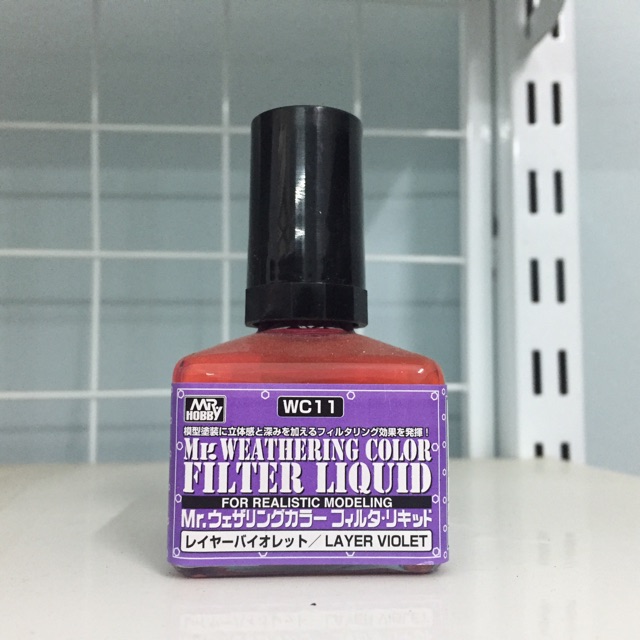 MR HOBBY
WC11
模型塗装に立体感と深みを加えるフィルタリング効果を発揮!
Mr. WEATHERING COLOR
FILTER LIQUID
FOR REALISTIC MODELING
Mr.ウェザリングカラー フィルタ・リキッド
レイヤーバイオレット／LAYER VIOLET